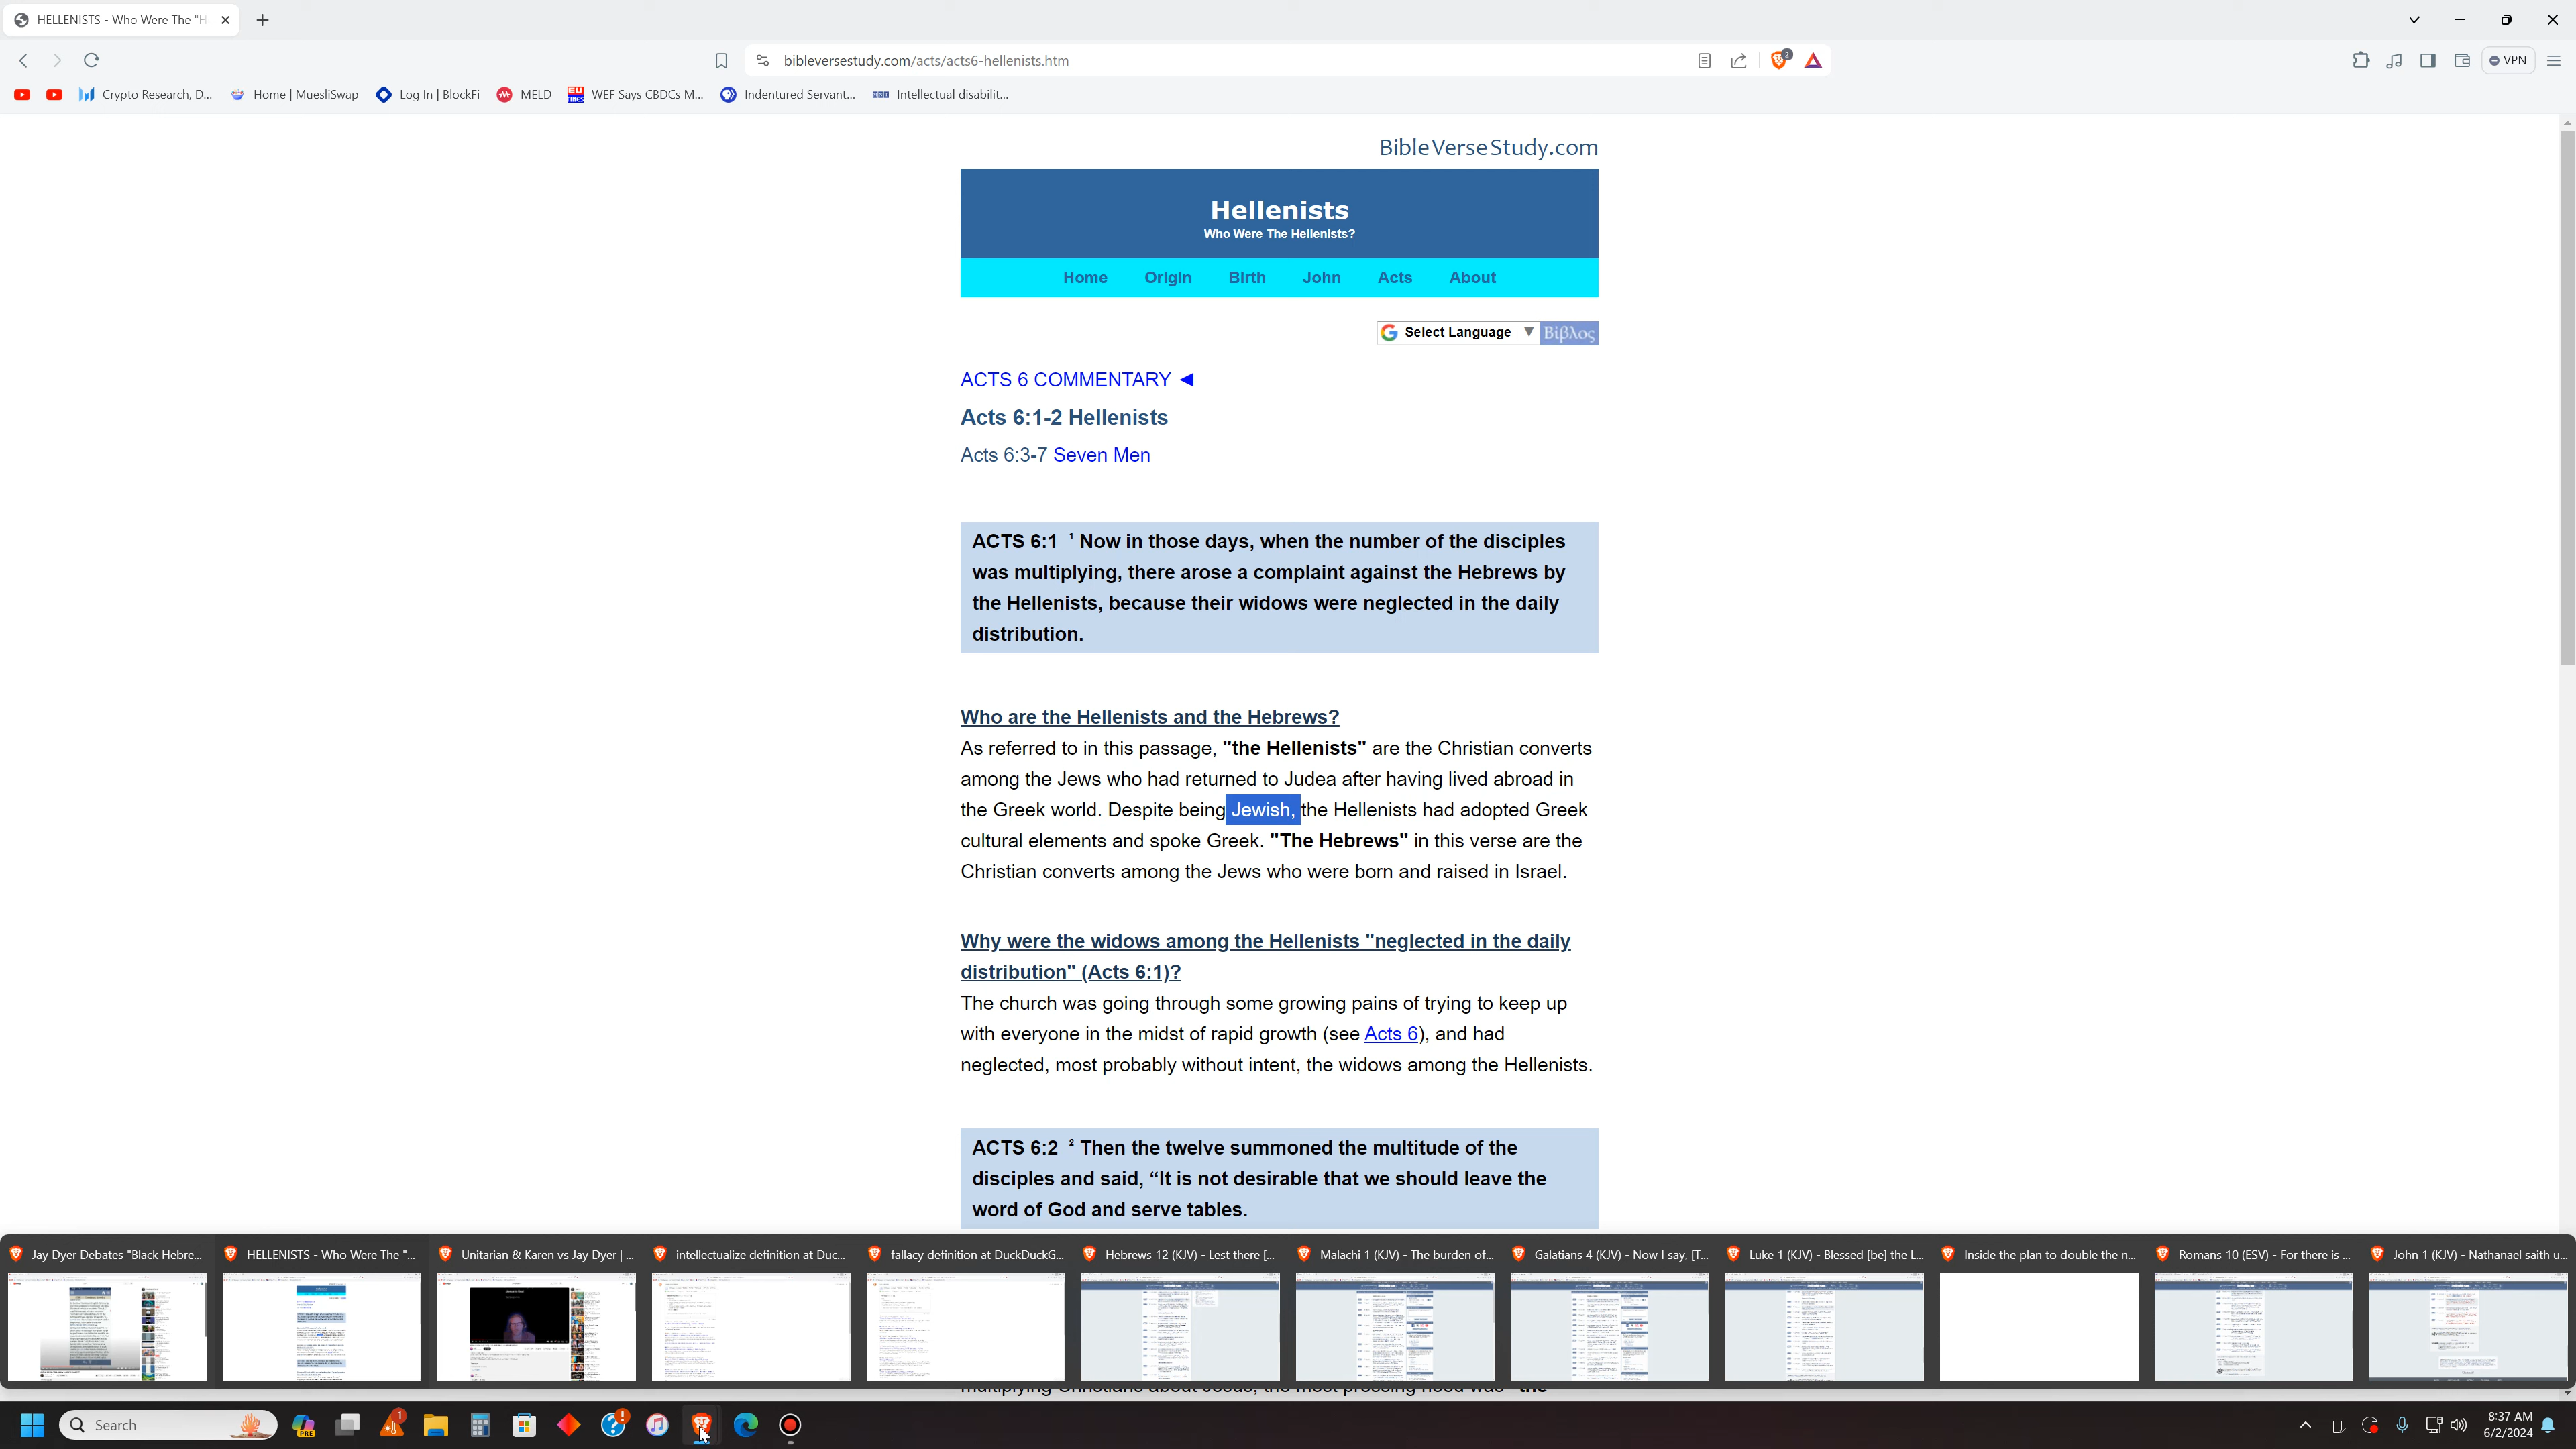 HELLENISTS - Who Were The "H
bibleversestudy.com/acts/acts6-hellenists.htm
2
VPN
Crypto Research, D...
Home | MuesliSwap
Log In | BlockFi
MELD
WEF Says CBDCs M...
Indentured Servant...
Intellectual disabilit...
BibleVerseStudy.com
Hellenists
Who Were The Hellenists?
Home Origin Birth John Acts About
Select Language ▼ Βίβλος
ACTS 6 COMMENTARY ◄
Acts 6:1-2 Hellenists
Acts 6:3-7 Seven Men
ACTS 6:1 1 Now in those days, when the number of the disciples
was multiplying, there arose a complaint against the Hebrews by
the Hellenists, because their widows were neglected in the daily
distribution.
Who are the Hellenists and the Hebrews?
As referred to in this passage, "the Hellenists" are the Christian converts
among the Jews who had returned to Judea after having lived abroad in
the Greek world. Despite being Jewish, the Hellenists had adopted Greek
cultural elements and spoke Greek. "The Hebrews" in this verse are the
Christian converts among the Jews who were born and raised in Israel.
Why were the widows among the Hellenists "neglected in the daily
distribution" (Acts 6:1)?
The church was going through some growing pains of trying to keep up
with everyone in the midst of rapid growth (see Acts 6), and had
neglected, most probably without intent, the widows among the Hellenists.
ACTS 6:2 2 Then the twelve summoned the multitude of the
disciples and said, “It is not desirable that we should leave the
word of God and serve tables.
Jay Dyer Debates "Black Hebre...
HELLENISTS - Who Were The "...
Unitarian & Karen vs Jay Dyer | ...
intellectualize definition at Duc...
fallacy definition at DuckDuckG...
Hebrews 12 (KJV) - Lest there [...
Malachi 1 (KJV) - The burden of...
Galatians 4 (KJV) - Now I say, [T...
Luke 1 (KJV) - Blessed [be] the L...
Inside the plan to double the n...
Romans 10 (ESV) - For there is ...
John 1 (KJV) - Nathanael saith u...
multiplying Christians about Jesus, the most pressing need was "the
Search
PRE
1
8:37 AM
6/2/2024